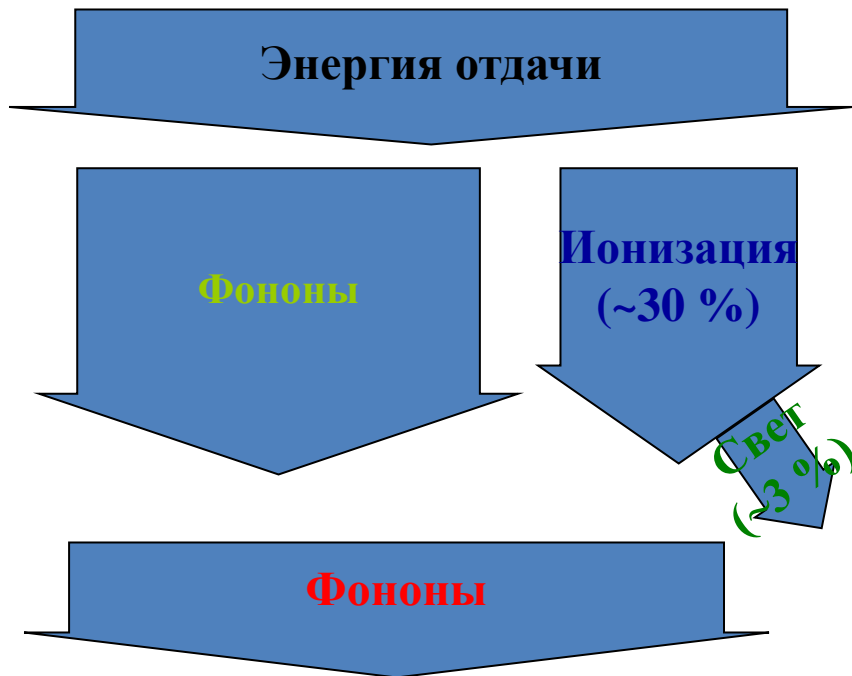 Энергия отдачи
Фононы
Ионизация
(~30 %)
Свет
(~3 %)
Фононы